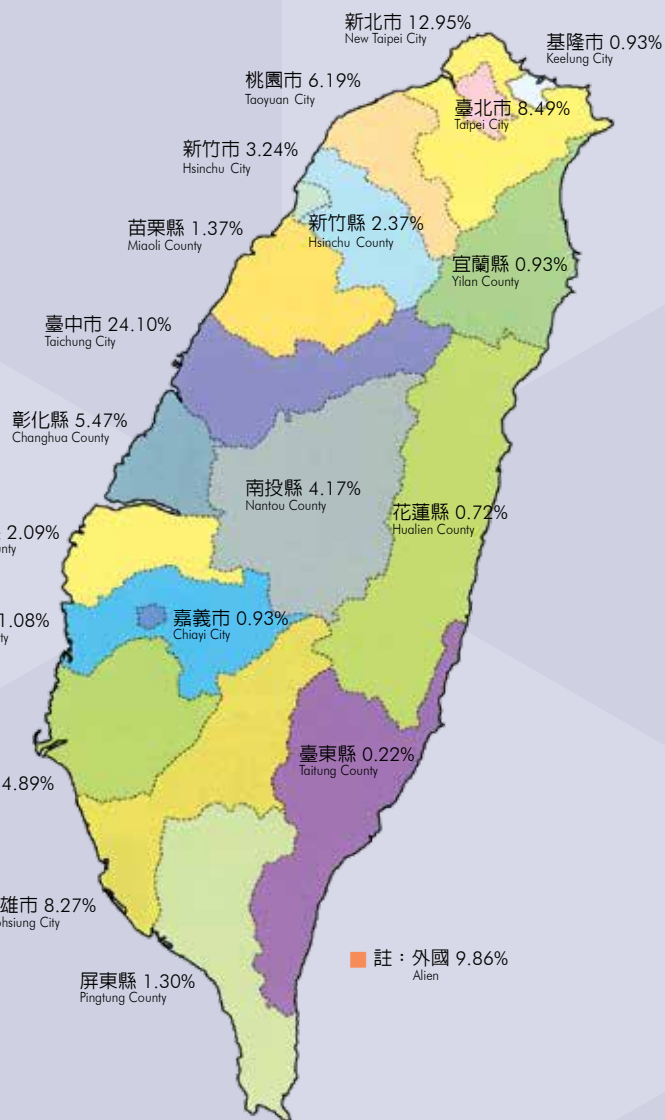 新北市 12.95%
New Taipei City
基隆市 0.93%
Keelung City
桃園市 6.19%
Taoyuan City
臺北市 8.49%
Taipei City
新竹市 3.24%
Hsinchu City
苗栗縣 1.37%
Miaoli County
新竹縣 2.37%
Hsinchu County
宜蘭縣 0.93%
Yilan County
臺中市 24.10%
Taichung City
彰化縣 5.47%
Changhua County
南投縣 4.17%
Nantou County
花蓮縣 0.72%
Hualien County
2.09%
嘉義市 0.93%
Chiayi City
1.08%
臺東縣 0.22%
Taitung County
4.89%
雄市 8.27%
hsiung City
註：外國 9.86%
Alien
屏東縣 1.30%
Pingtung County